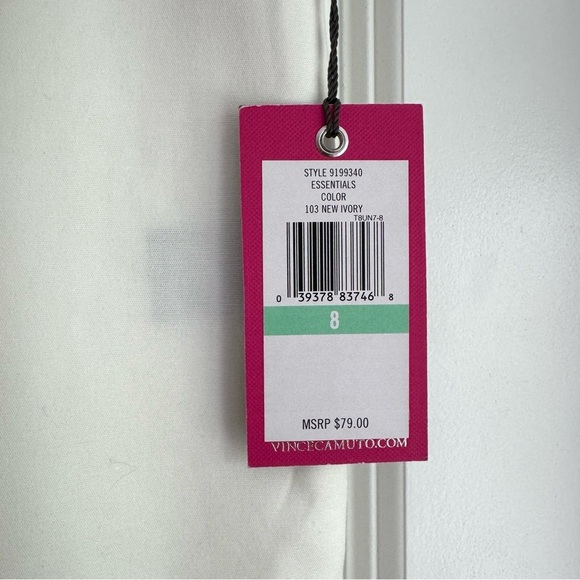 STYLE 9199340
ESSENTIALS
COLOR
103 NEW IVORY
T8UN7-8
0 39378 83746 8
8
MSRP $79.00
VINCECAMUTO.COM